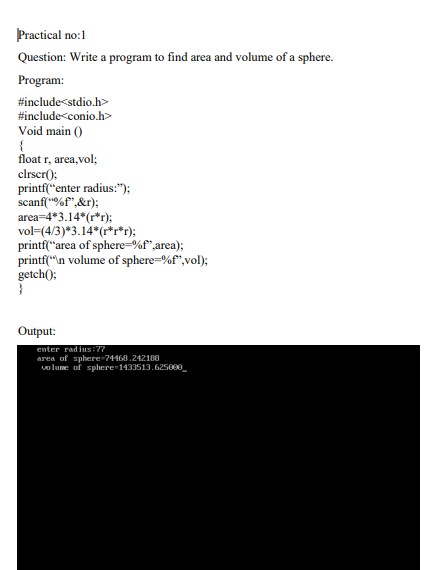 Practical no:1
Question: Write a program to find area and volume of a sphere.
Program:
#include<stdio.h>
#include<conio.h>
Void main ()
{
float r, area,vol;
clrscr();
printf(“enter radius:”);
scanf(“%f”,&r);
area=4*3.14*(r*r);
vol=(4/3)*3.14*(r*r*r);
printf(“area of sphere=%f”,area);
printf(“\n volume of sphere=%f”,vol);
getch();
}
Output:
enter radius:77
area of sphere=74468.242188
volume of sphere=1433513.625000_